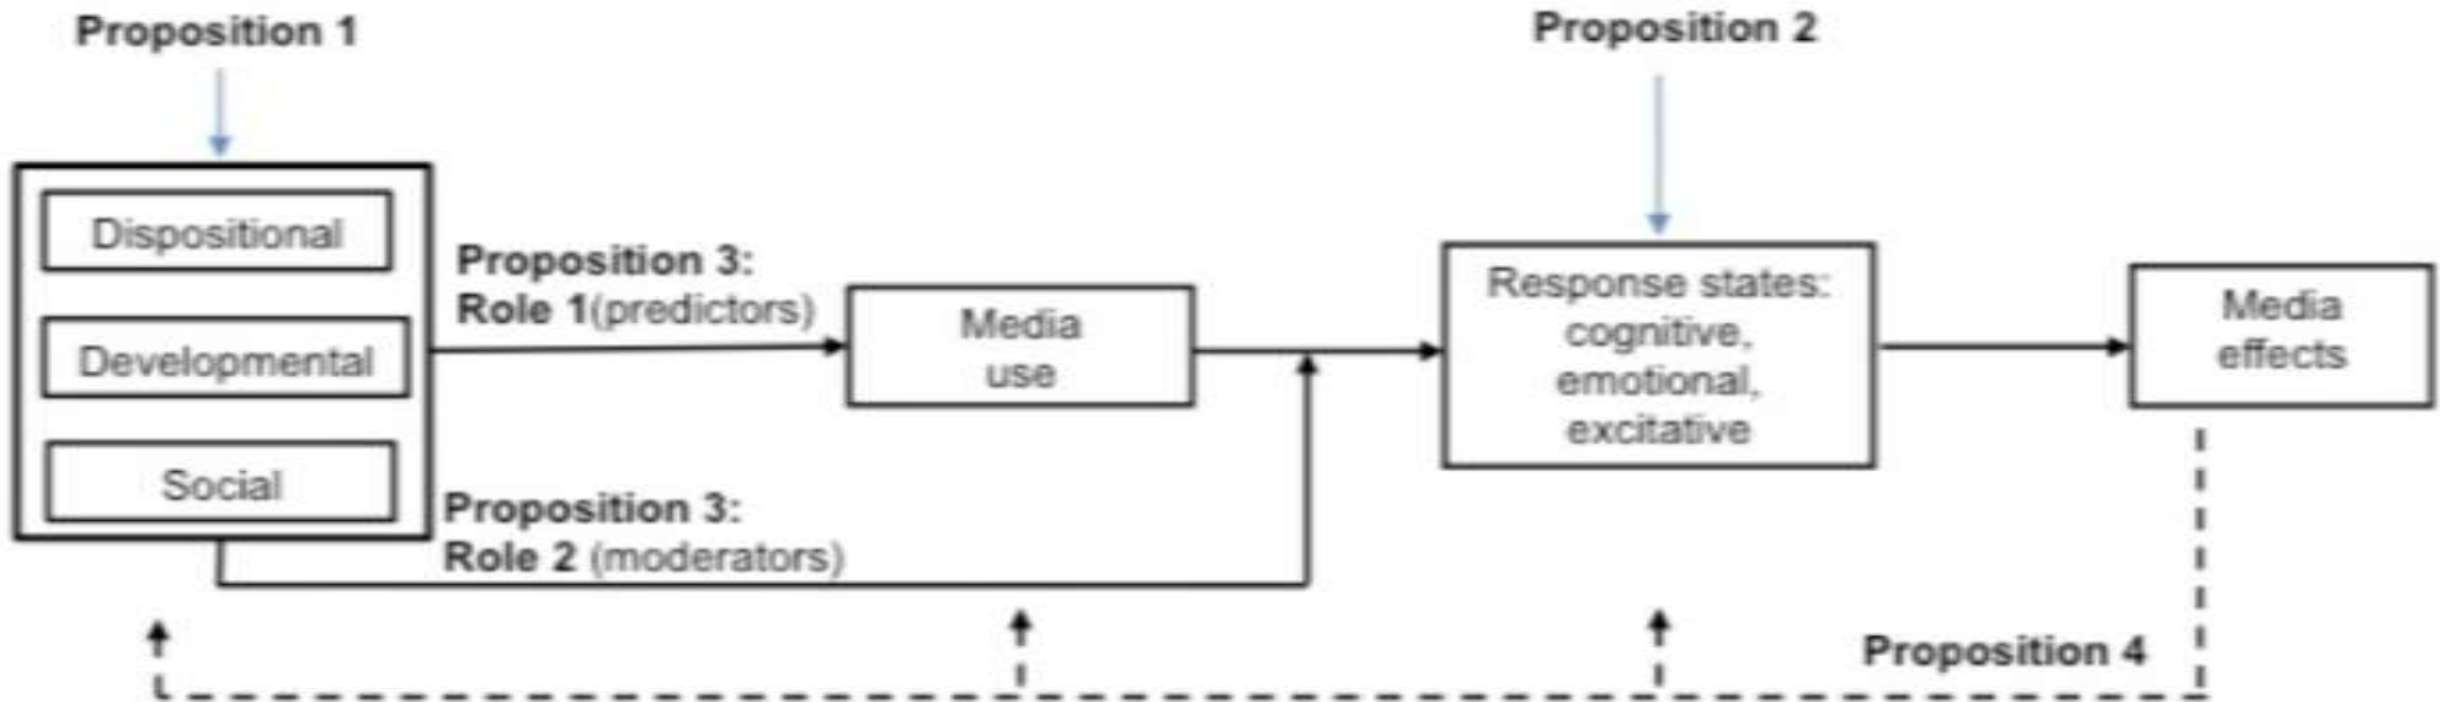 Proposition 1
Proposition 2
Dispositional
Developmental
Social
Proposition 3:
Role 1(predictors)
Media
use
Response states:
cognitive,
emotional,
excitative
Media
effects
Proposition 3:
Role 2 (moderators)
Proposition 4